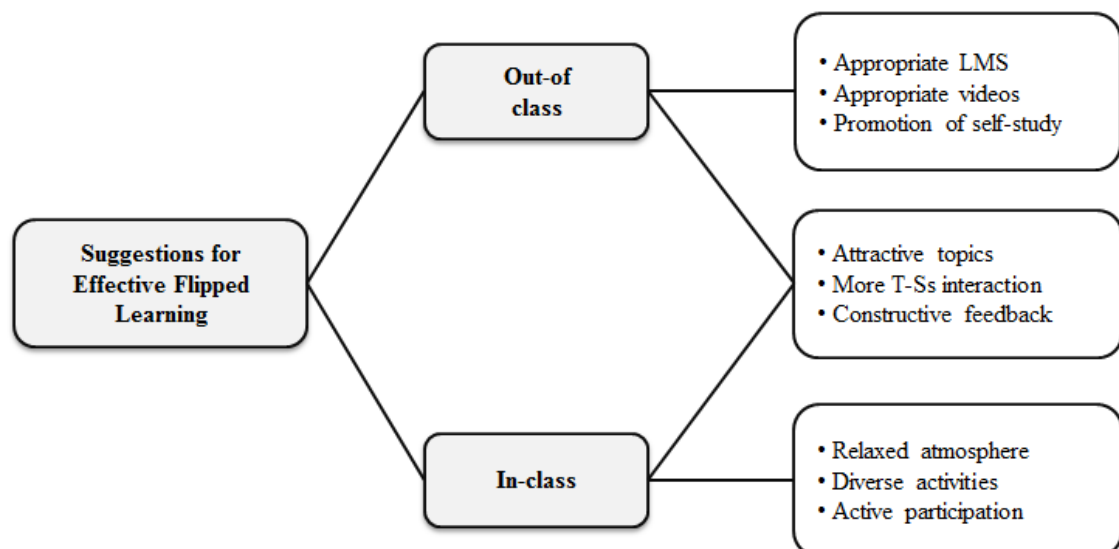 Suggestions for
Effective Flipped
Learning
Out-of
class
In-class
• Appropriate LMS
• Appropriate videos
• Promotion of self-study
• Attractive topics
• More T-Ss interaction
• Constructive feedback
• Relaxed atmosphere
• Diverse activities
• Active participation